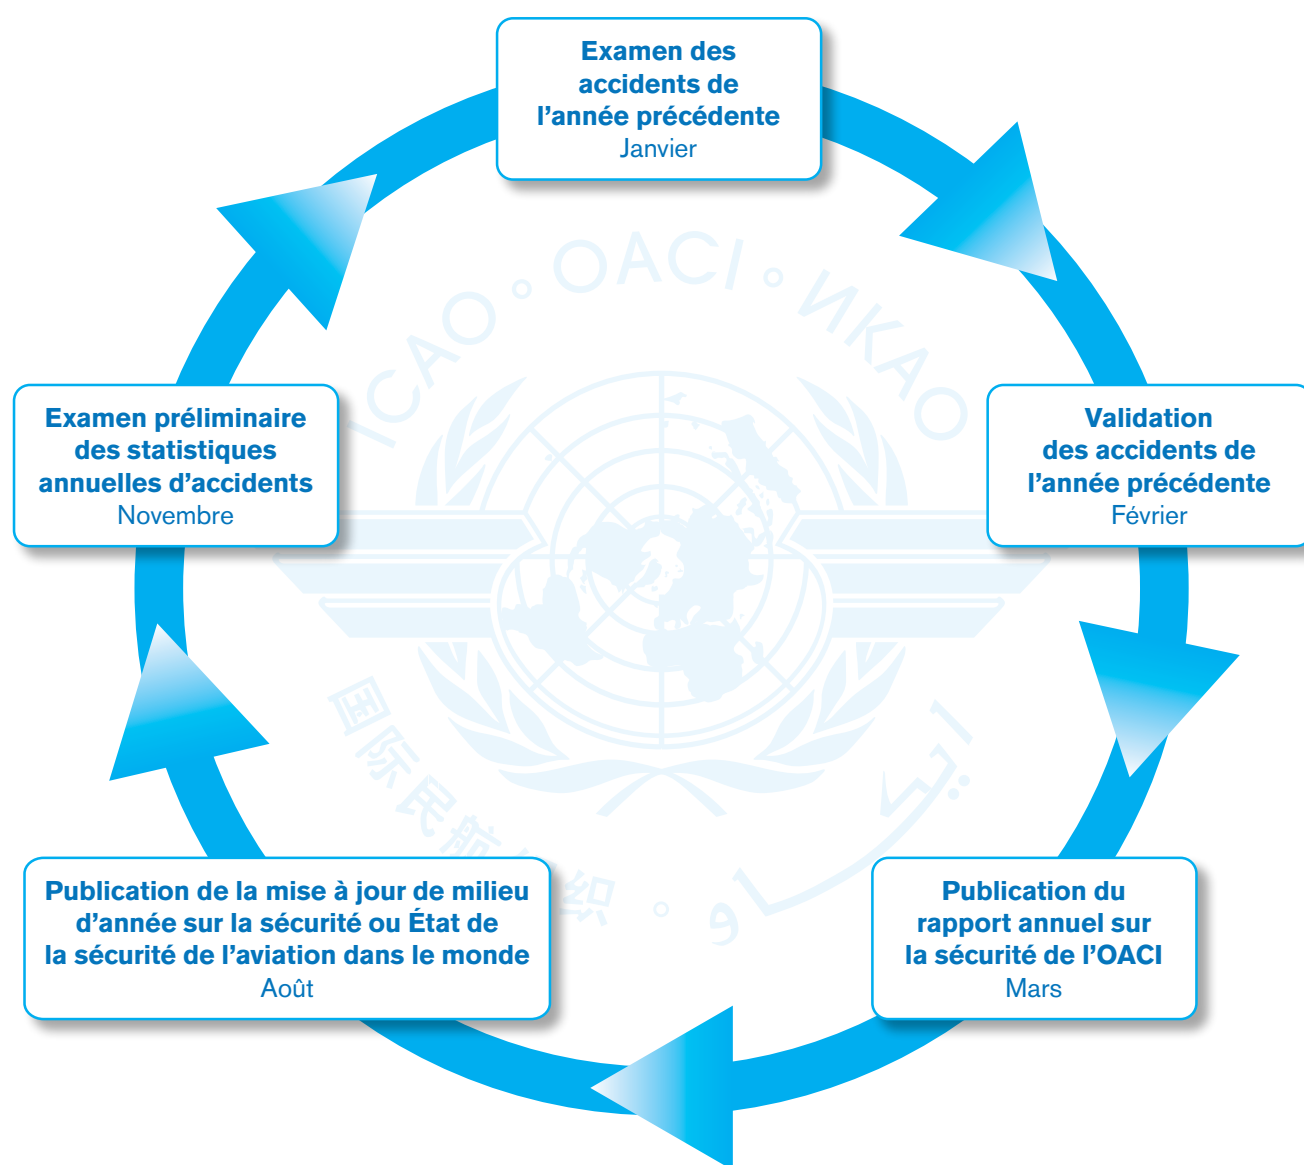 Examen des
accidents de
l’année précédente
Janvier
Validation
des accidents de
l’année précédente
Février
Publication du
rapport annuel sur
la sécurité de l’OACI
Mars
Publication de la mise à jour de milieu
d’année sur la sécurité ou État de
la sécurité de l’aviation dans le monde
Août
Examen préliminaire
des statistiques
annuelles d’accidents
Novembre
ICAO ◦ OACI ◦ ИКАО